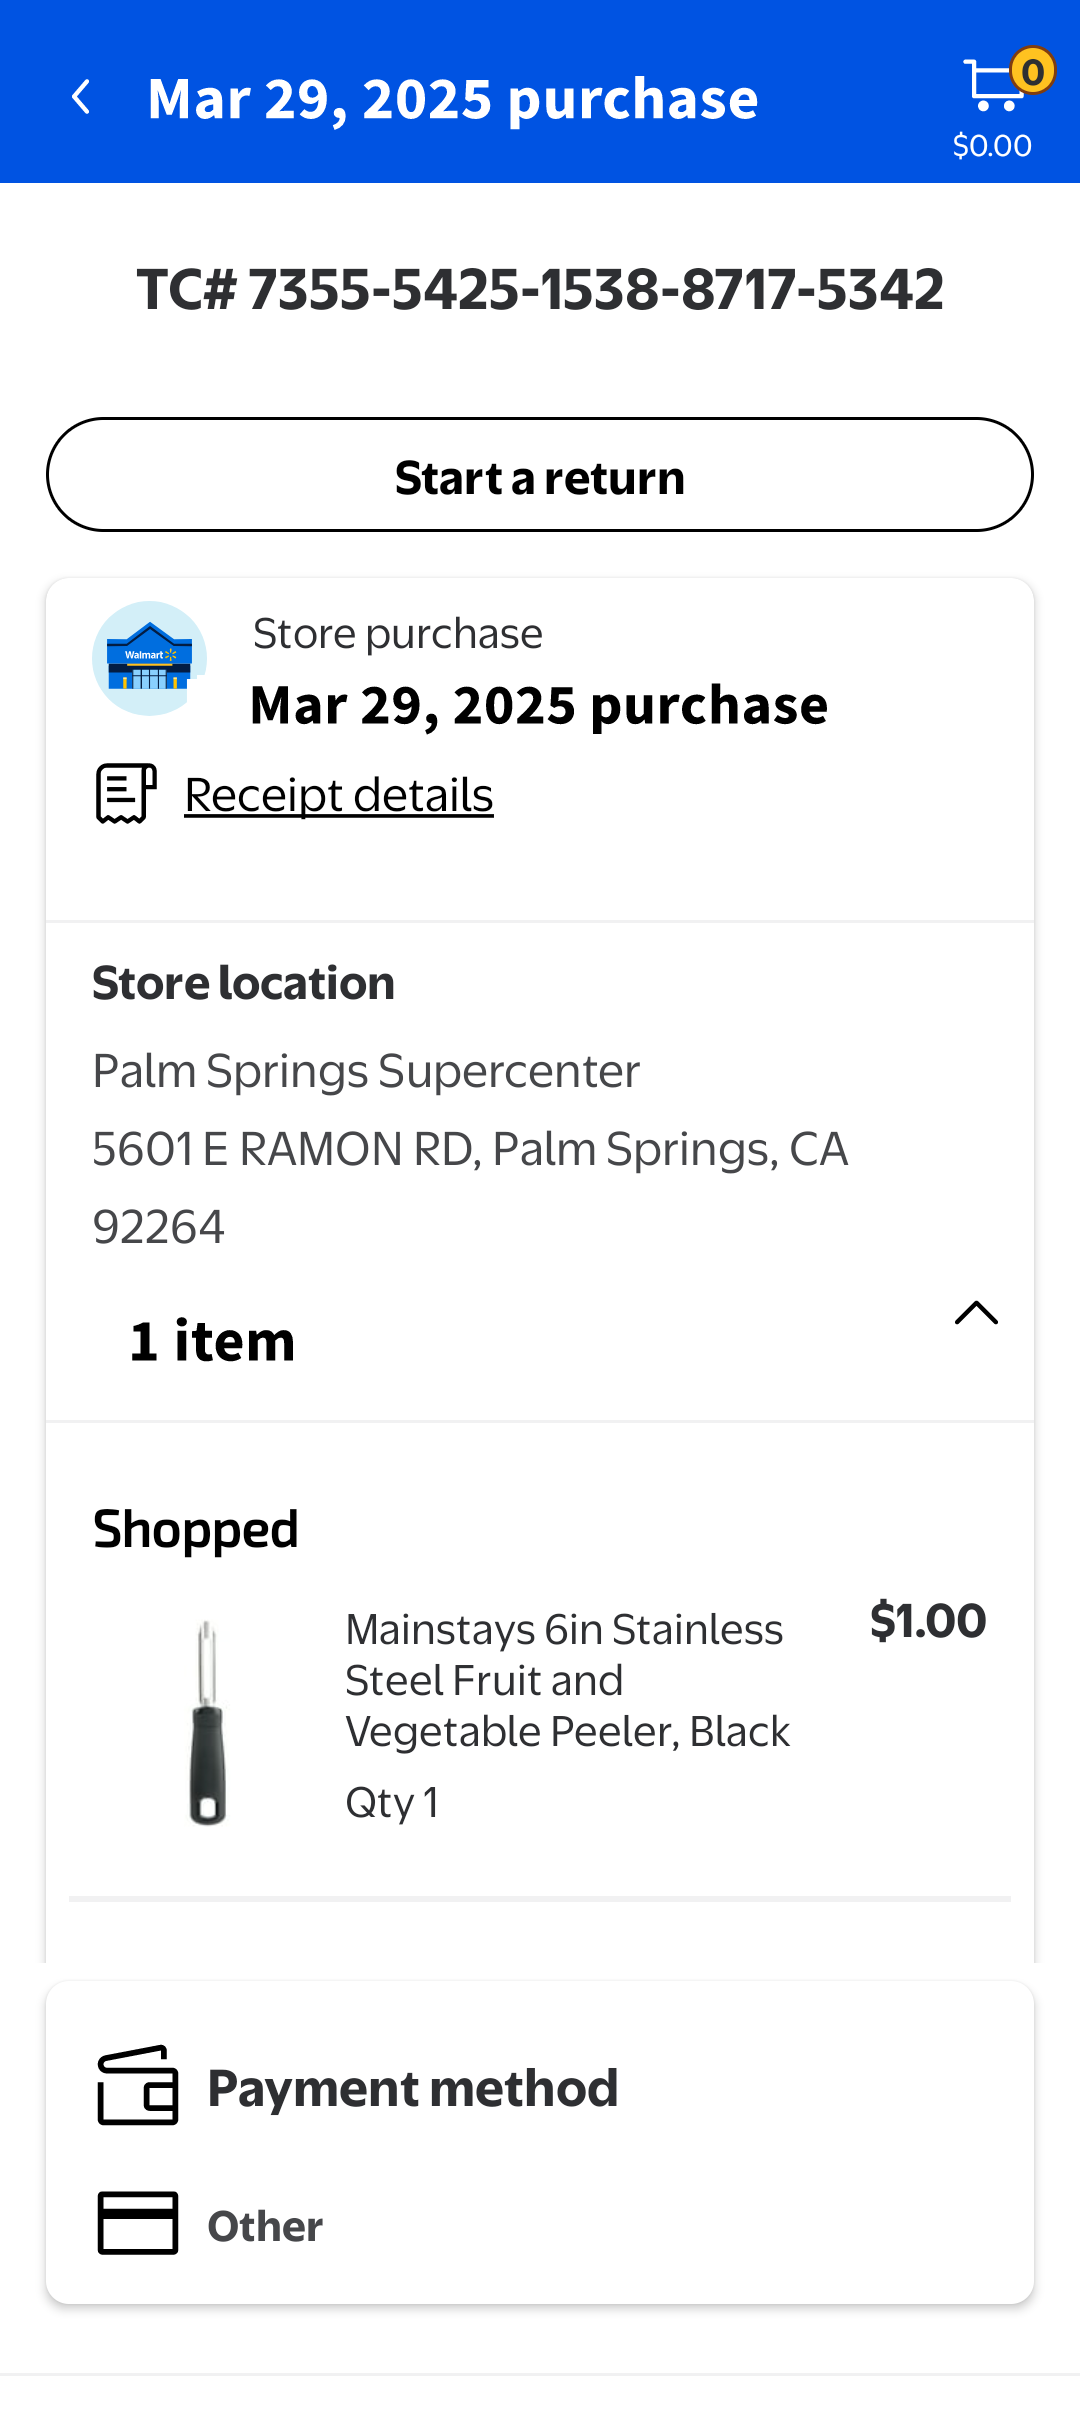 Mar 29, 2025 purchase
0
$0.00
TC# 7355-5425-1538-8717-5342
Start a return
Walmart
Store purchase
Mar 29, 2025 purchase
Receipt details
Store location
Palm Springs Supercenter
5601 E RAMON RD, Palm Springs, CA
92264
1 item
Shopped
Mainstays 6in Stainless
Steel Fruit and
Vegetable Peeler, Black
$1.00
Qty 1
Payment method
Other